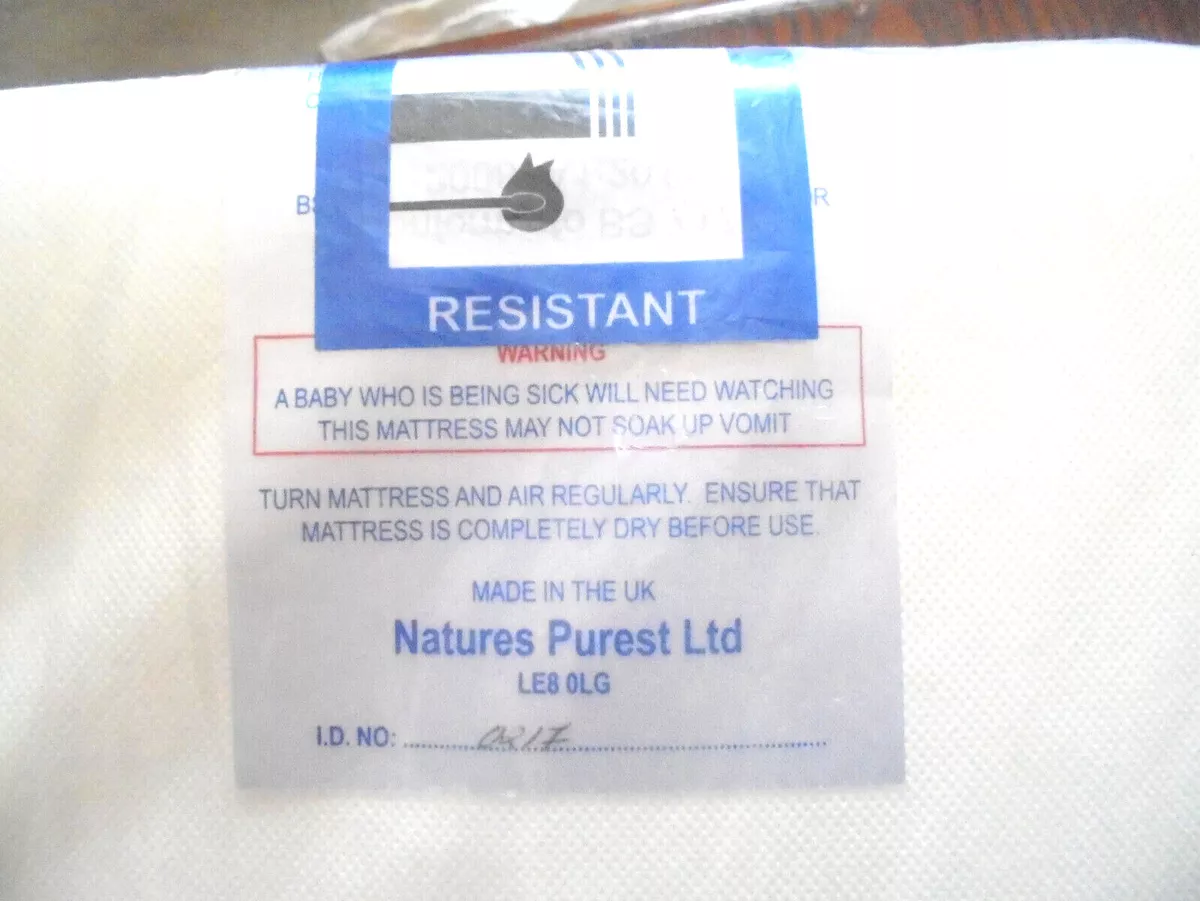 RESISTANT
WARNING
A BABY WHO IS BEING SICK WILL NEED WATCHING
THIS MATTRESS MAY NOT SOAK UP VOMIT
TURN MATTRESS AND AIR REGULARLY. ENSURE THAT
MATTRESS IS COMPLETELY DRY BEFORE USE.
MADE IN THE UK
Natures Purest Ltd
LE8 0LG
I.D. NO: 0217